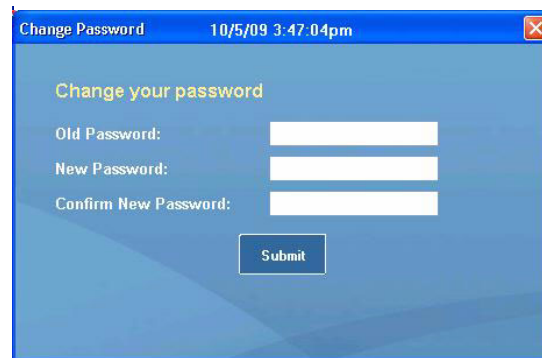 Change Password 10/5/09 3:47:04pm
Change your password
Old Password:
New Password:
Confirm New Password:
Submit